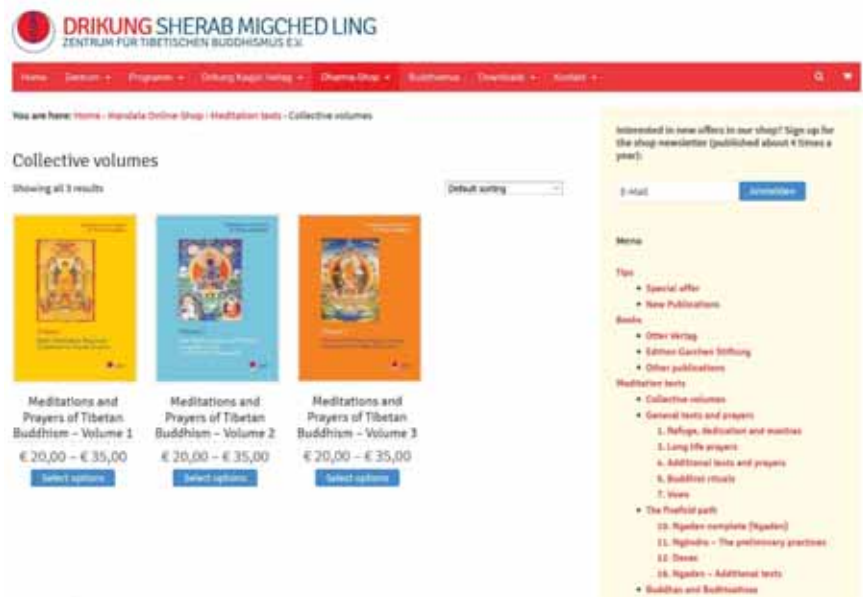 DRIKUNG SHERAB MIGCHED LING
ZENTRUM FÜR TIBETISCHEN BUDDHISMUS E.V.
Home Zentrum Programm Drikung Kagyü Verlag Dharma-Shop Buddhismus Downloads Kontakt
You are here: Home › Mandala Online Shop › Meditation texts › Collective volumes
Collective volumes
Showing all 3 results
Default sorting
Meditations and
Prayers of Tibetan
Buddhism – Volume 1
€ 20,00 – € 35,00
Select options
Meditations and
Prayers of Tibetan
Buddhism – Volume 2
€ 20,00 – € 35,00
Select options
Meditations and
Prayers of Tibetan
Buddhism – Volume 3
€ 20,00 – € 35,00
Select options
Interested in new offers in our shop? Sign up for
the shop newsletter (published about 4 times a
year):
E-Mail Anmelden
Menu
Tips
Special offer
New Publications
Books
Otter Verlag
Edition Garchen Stiftung
Other publications
Meditation texts
Collective volumes
General texts and prayers
1. Refuge, dedication and mantras
3. Long life prayers
4. Additional texts and prayers
6. Buddhist rituals
7. Vows
The fivefold path
10. Ngaden complete (Ngaden)
11. Ngöndro – The preliminary practices
16. Ngaden – Additional texts
Buddhas and Bodhisattvas